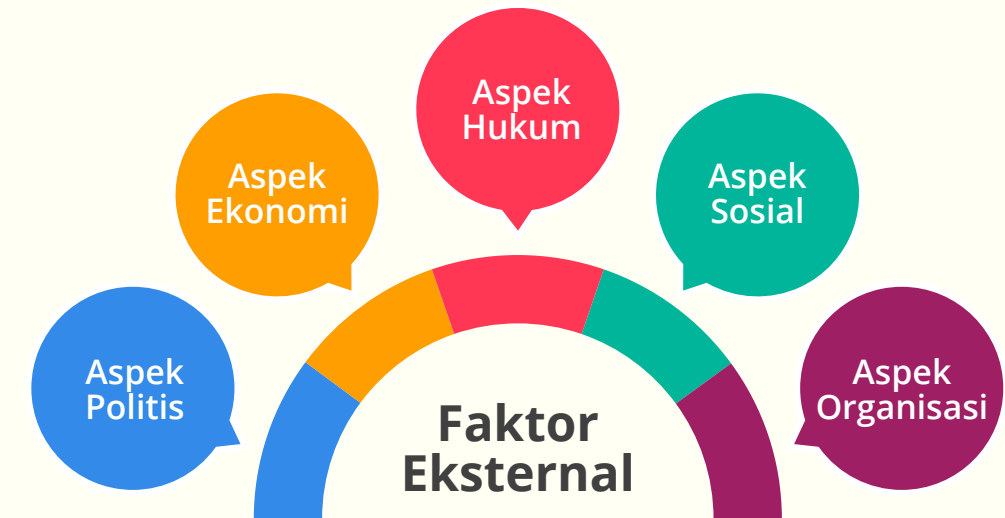 Aspek
Politis
Aspek
Ekonomi
Aspek
Hukum
Aspek
Sosial
Aspek
Organisasi
Faktor
Eksternal